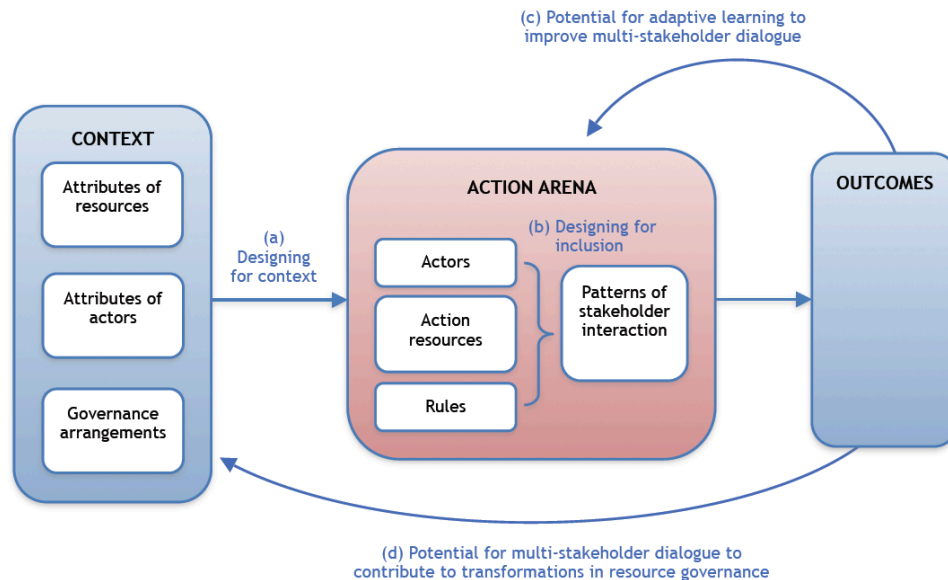 (c) Potential for adaptive learning to
improve multi-stakeholder dialogue
CONTEXT
Attributes of
resources
Attributes of
actors
Governance
arrangements
(a)
Designing
for context
ACTION ARENA
(b) Designing for
inclusion
Actors
Action
resources
Rules
Patterns of
stakeholder
interaction
OUTCOMES
(d) Potential for multi-stakeholder dialogue to
contribute to transformations in resource governance